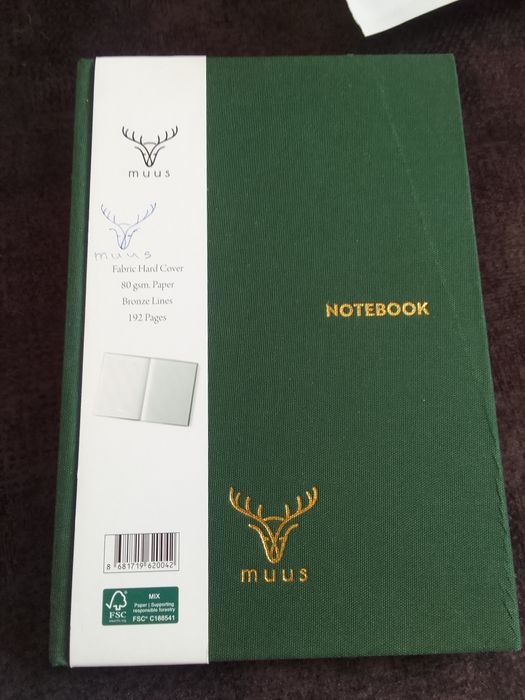 muus
muus
Fabric Hard Cover
80 gsm. Paper
Bronze Lines
192 Pages
NOTEBOOK
muus
8 681719 620042
FSC
MIX
Paper | Supporting
responsible forestry
FSC® C168541